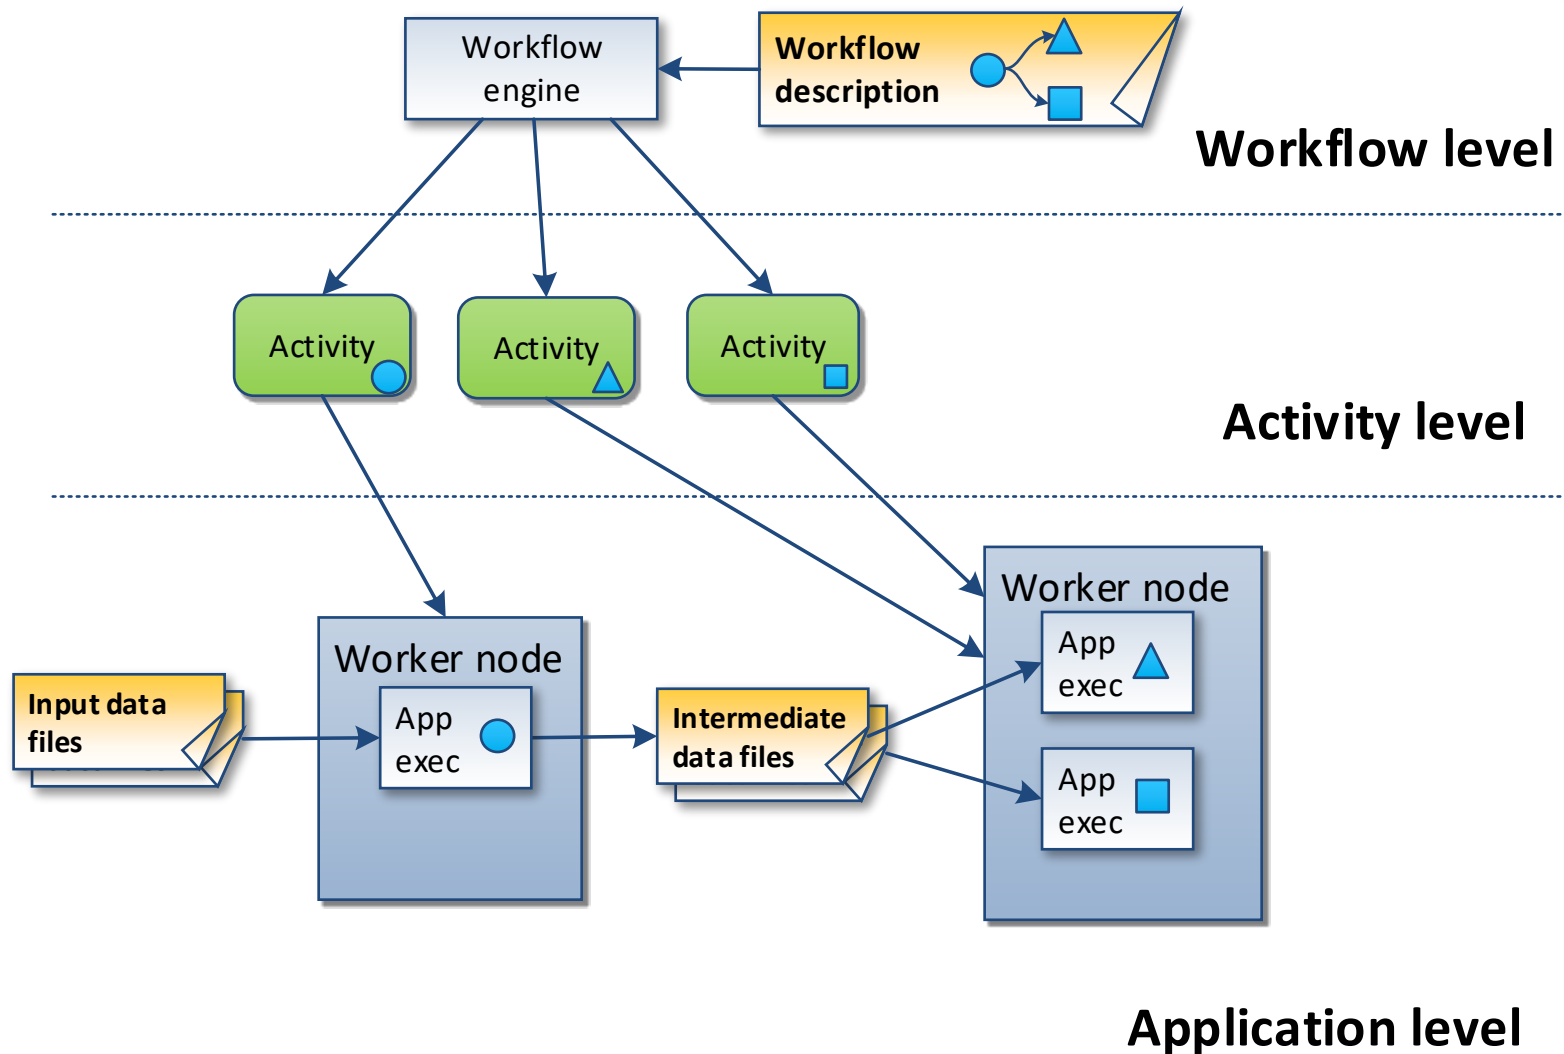 Workflow
engine
Workflow
description
Workflow level
Activity
Activity
Activity
Activity level
Worker node
App
exec
App
exec
Worker node
App
exec
Input data
files
Intermediate
data files
Application level